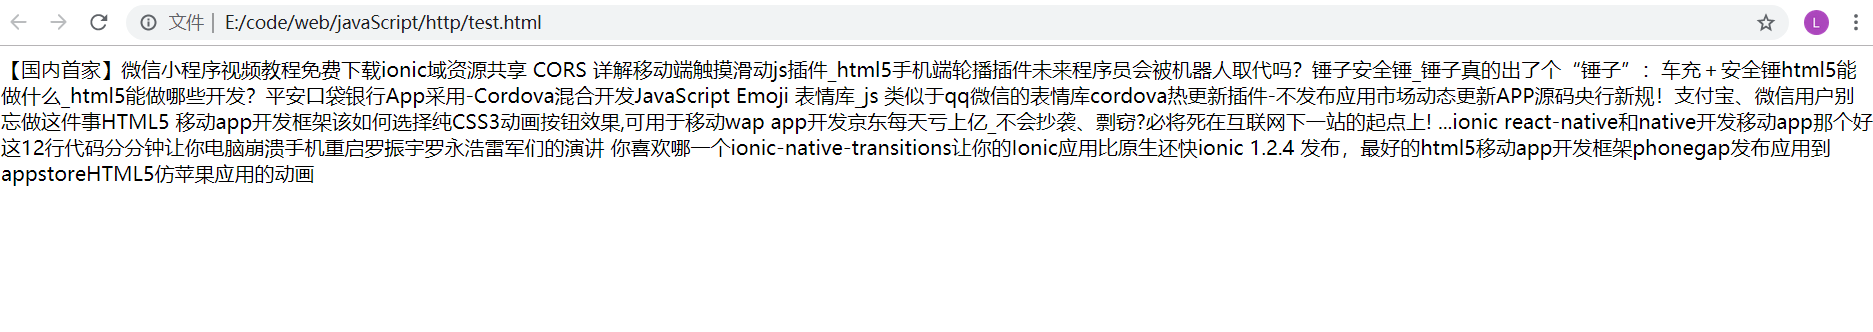 文件 | E:/code/web/javaScript/http/test.html L
【国内首家】微信小程序视频教程免费下载ionic域资源共享 CORS 详解移动端触摸滑动js插件_html5手机端轮播插件未来程序员会被机器人取代吗？锤子安全锤_锤子真的出了个“锤子”：车充+安全锤html5能
做什么_html5能做哪些开发？平安口袋银行App采用-Cordova混合开发JavaScript Emoji 表情库_js 类似于qq微信的表情库cordova热更新插件-不发布应用市场动态更新APP源码央行新规！支付宝、微信用户别
忘做这件事HTML5 移动app开发框架该如何选择纯CSS3动画按钮效果,可用于移动wap app开发京东每天亏上亿_不会抄袭、剽窃?必将死在互联网下一站的起点上! ...ionic react-native和native开发移动app那个好
这12行代码分分钟让你电脑崩溃手机重启罗振宇罗永浩雷军们的演讲 你喜欢哪一个ionic-native-transitions让你的Ionic应用比原生还快ionic 1.2.4 发布，最好的html5移动app开发框架phonegap发布应用到
appstoreHTML5仿苹果应用的动画